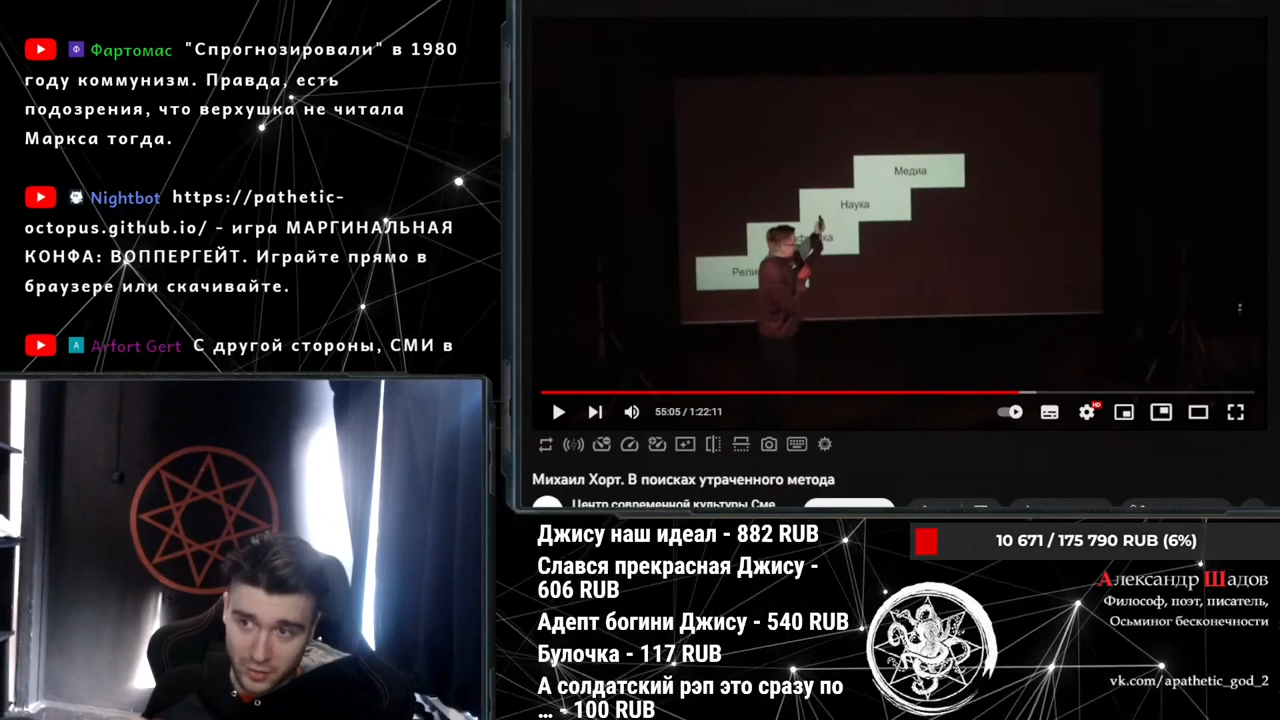 Фартомас "Спрогнозировали" в 1980
году коммунизм. Правда, есть
подозрения, что верхушка не читала
Маркса тогда.
Nightbot https://pathetic-
octopus.github.io/ - игра МАРГИНАЛЬНАЯ
КОНФА: ВОППЕРГЕЙТ. Играйте прямо в
браузере или скачивайте.
Arfort Gert С другой стороны, СМИ в
Медиа
Наука
55:05 / 1:22:11
HD
Михаил Хорт. В поисках утраченного метода
Центр современной культуры Сме
Джису наш идеал - 882 RUB
Славься прекрасная Джису -
606 RUB
Адепт богини Джису - 540 RUB
Булочка - 117 RUB
А солдатский рэп это сразу по
... - 100 RUB
10 671 / 175 790 RUB (6%)
Александр Шадов
Философ, поэт, писатель,
Осьминог бесконечности
vk.com/apathetic_god_2